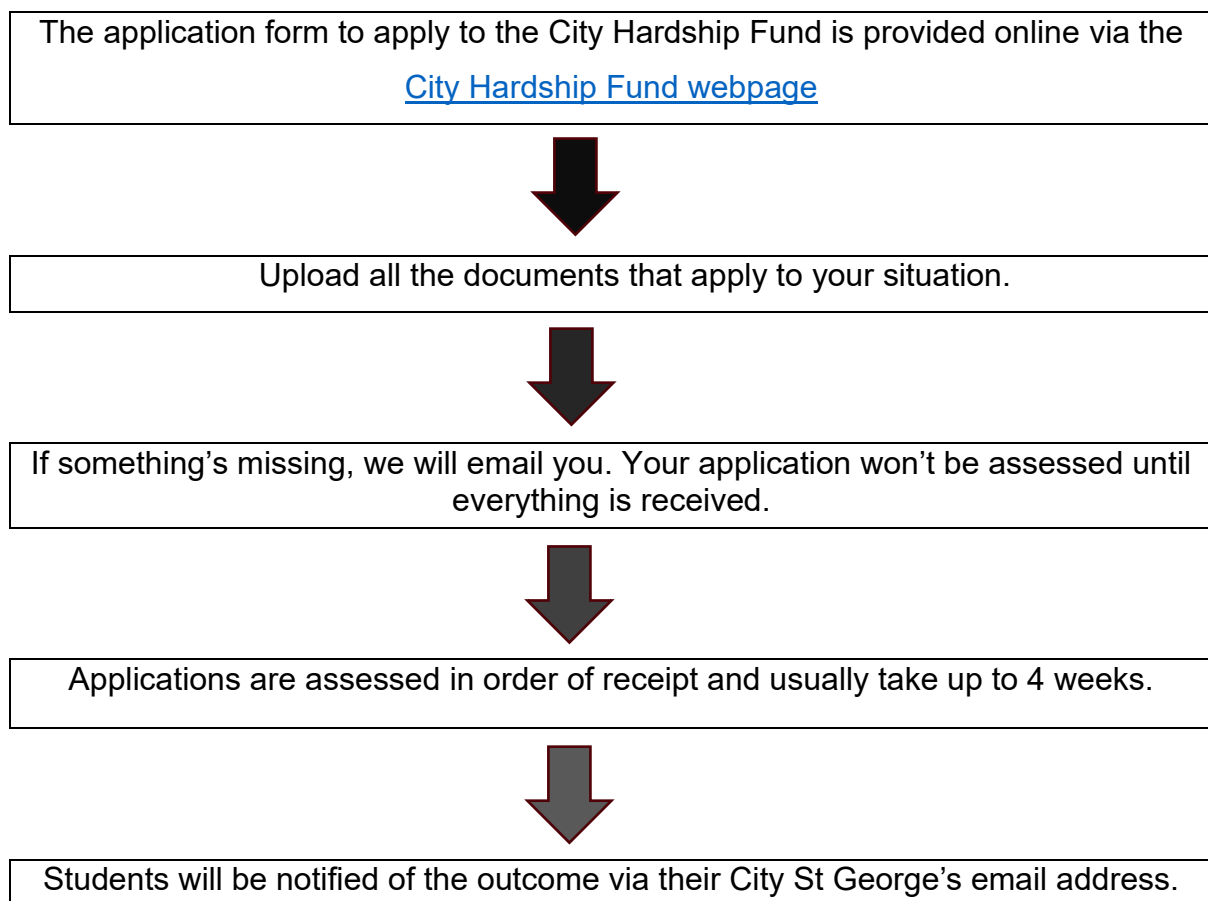 The application form to apply to the City Hardship Fund is provided online via the
City Hardship Fund webpage
Upload all the documents that apply to your situation.
If something’s missing, we will email you. Your application won’t be assessed until
everything is received.
Applications are assessed in order of receipt and usually take up to 4 weeks.
Students will be notified of the outcome via their City St George’s email address.